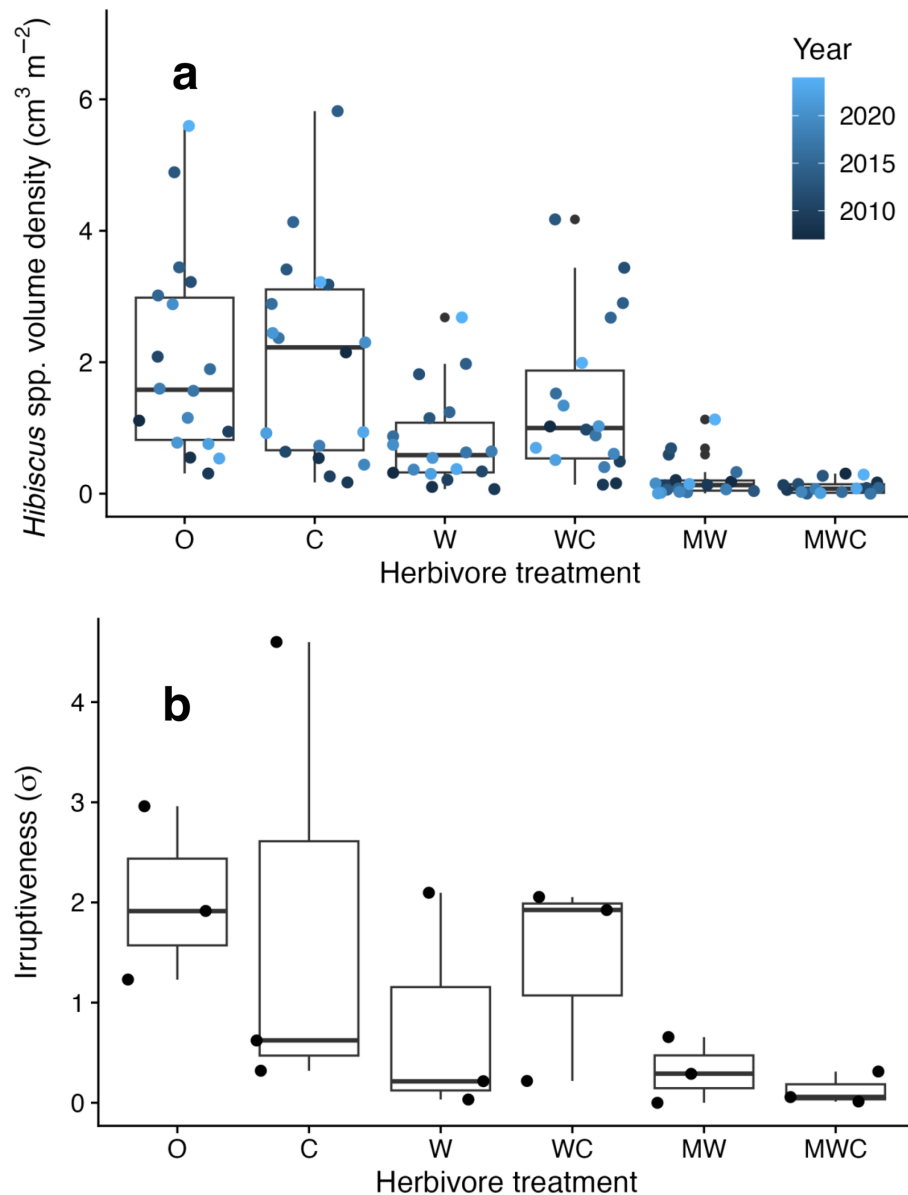 a
Hibiscus spp. volume density (cm³ m⁻²)
6
4
2
0
Year
2020
2015
2010
O C W WC MW MWC
Herbivore treatment
b
Irruptiveness (σ)
4
3
2
1
0
O C W WC MW MWC
Herbivore treatment